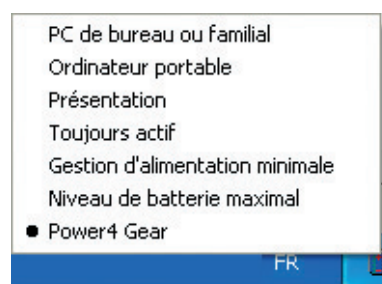 PC de bureau ou familial
Ordinateur portable
Présentation
Toujours actif
Gestion d'alimentation minimale
Niveau de batterie maximal
Power4 Gear
FR